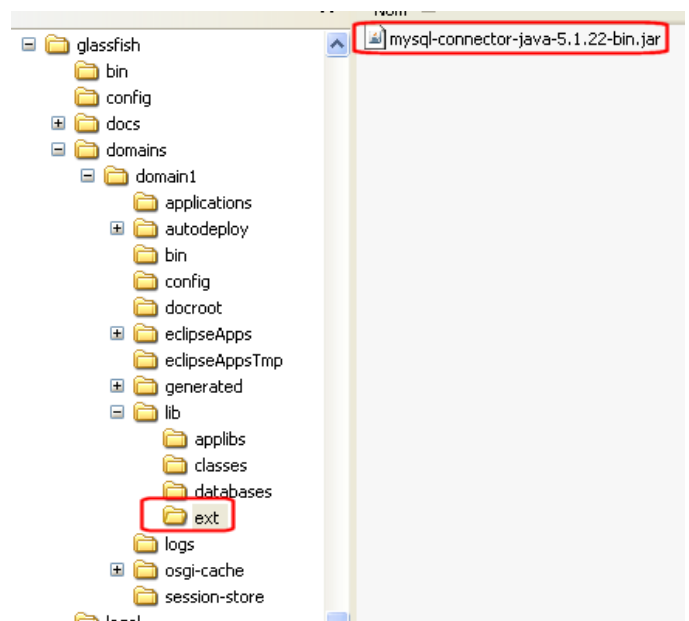 Nom
glassfish
mysql-connector-java-5.1.22-bin.jar
bin
config
docs
domains
domain1
applications
autodeploy
bin
config
docroot
eclipseApps
eclipseAppsTmp
generated
lib
applibs
classes
databases
ext
logs
osgi-cache
session-store